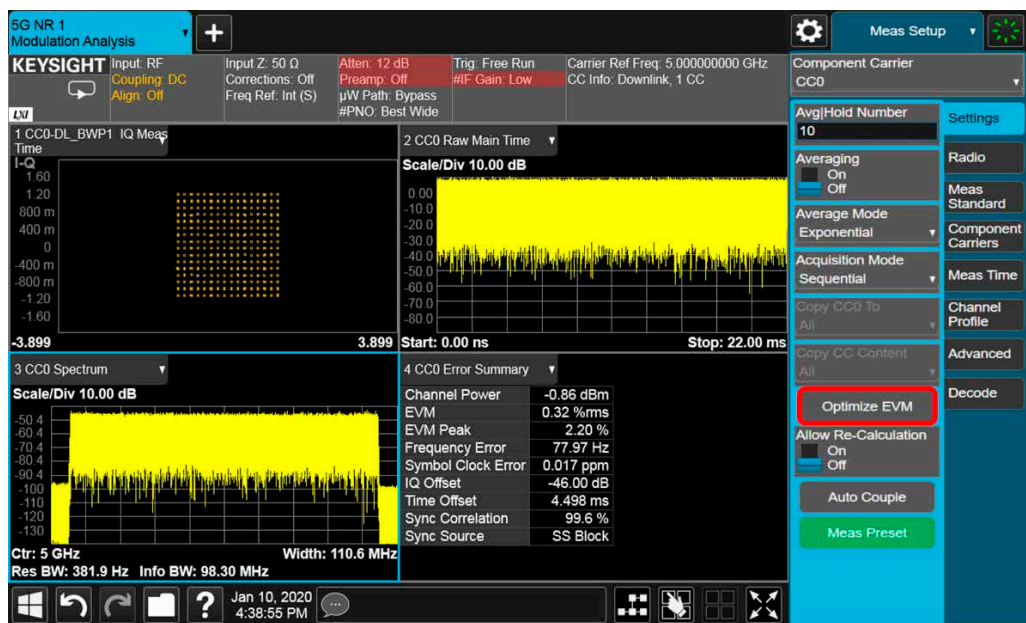 5G NR 1
Modulation Analysis
Meas Setup
KEYSIGHT
LXI
Input: RF
Coupling: DC
Align: Off
Input Z: 50 Ω
Corrections: Off
Freq Ref: Int (S)
Atten: 12 dB
Preamp: Off
µW Path: Bypass
#PNO: Best Wide
Trig: Free Run
#IF Gain: Low
Carrier Ref Freq: 5.000000000 GHz
CC Info: Downlink, 1 CC
Component Carrier
CC0
1 CC0-DL_BWP1 IQ Meas
Time
I-Q
1.60
1.20
800 m
400 m
0
-400 m
-800 m
-1.20
-1.60
-3.899
3.899
2 CC0 Raw Main Time
Scale/Div 10.00 dB
0.00
-10.0
-20.0
-30.0
-40.0
-50.0
-60.0
-70.0
-80.0
Start: 0.00 ns
Stop: 22.00 ms
3 CC0 Spectrum
Scale/Div 10.00 dB
-50.4
-60.4
-70.4
-80.4
-90.4
-100
-110
-120
-130
Ctr: 5 GHz
Width: 110.6 MHz
Res BW: 381.9 Hz Info BW: 98.30 MHz
4 CC0 Error Summary
Channel Power -0.86 dBm
EVM 0.32 %rms
EVM Peak 2.20 %
Frequency Error 77.97 Hz
Symbol Clock Error 0.017 ppm
IQ Offset -46.00 dB
Time Offset 4.498 ms
Sync Correlation 99.6 %
Sync Source SS Block
Avg|Hold Number
10
Averaging
On
Off
Average Mode
Exponential
Acquisition Mode
Sequential
Copy CC0 To
All
Copy CC Content
All
Optimize EVM
Allow Re-Calculation
On
Off
Auto Couple
Meas Preset
Settings
Radio
Meas
Standard
Component
Carriers
Meas Time
Channel
Profile
Advanced
Decode
Jan 10, 2020
4:38:55 PM